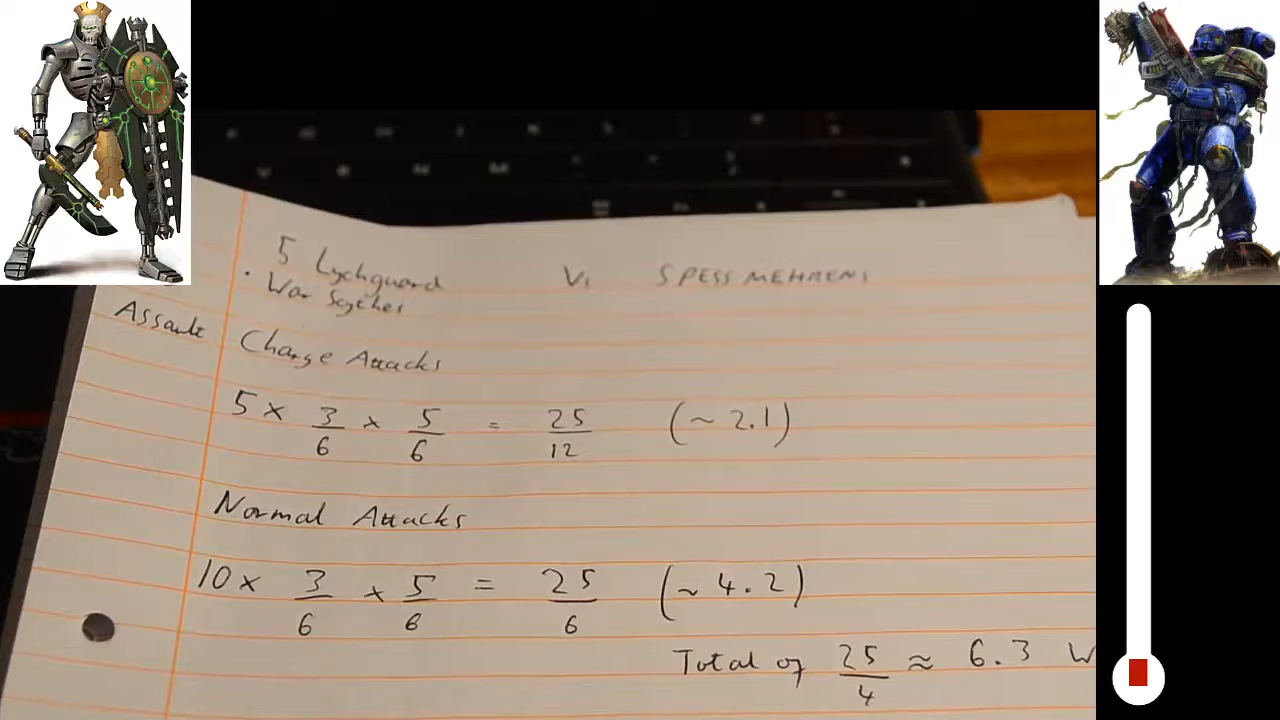 5 Lychguard Vs SPESS MEHRENS
· War Scythes
Assault Charge Attacks
5 × 3/6 × 5/6 = 25/12 (~ 2.1)
Normal Attacks
10 × 3/6 × 5/6 = 25/6 (~ 4.2)
Total of 25/4 ≈ 6.3 W